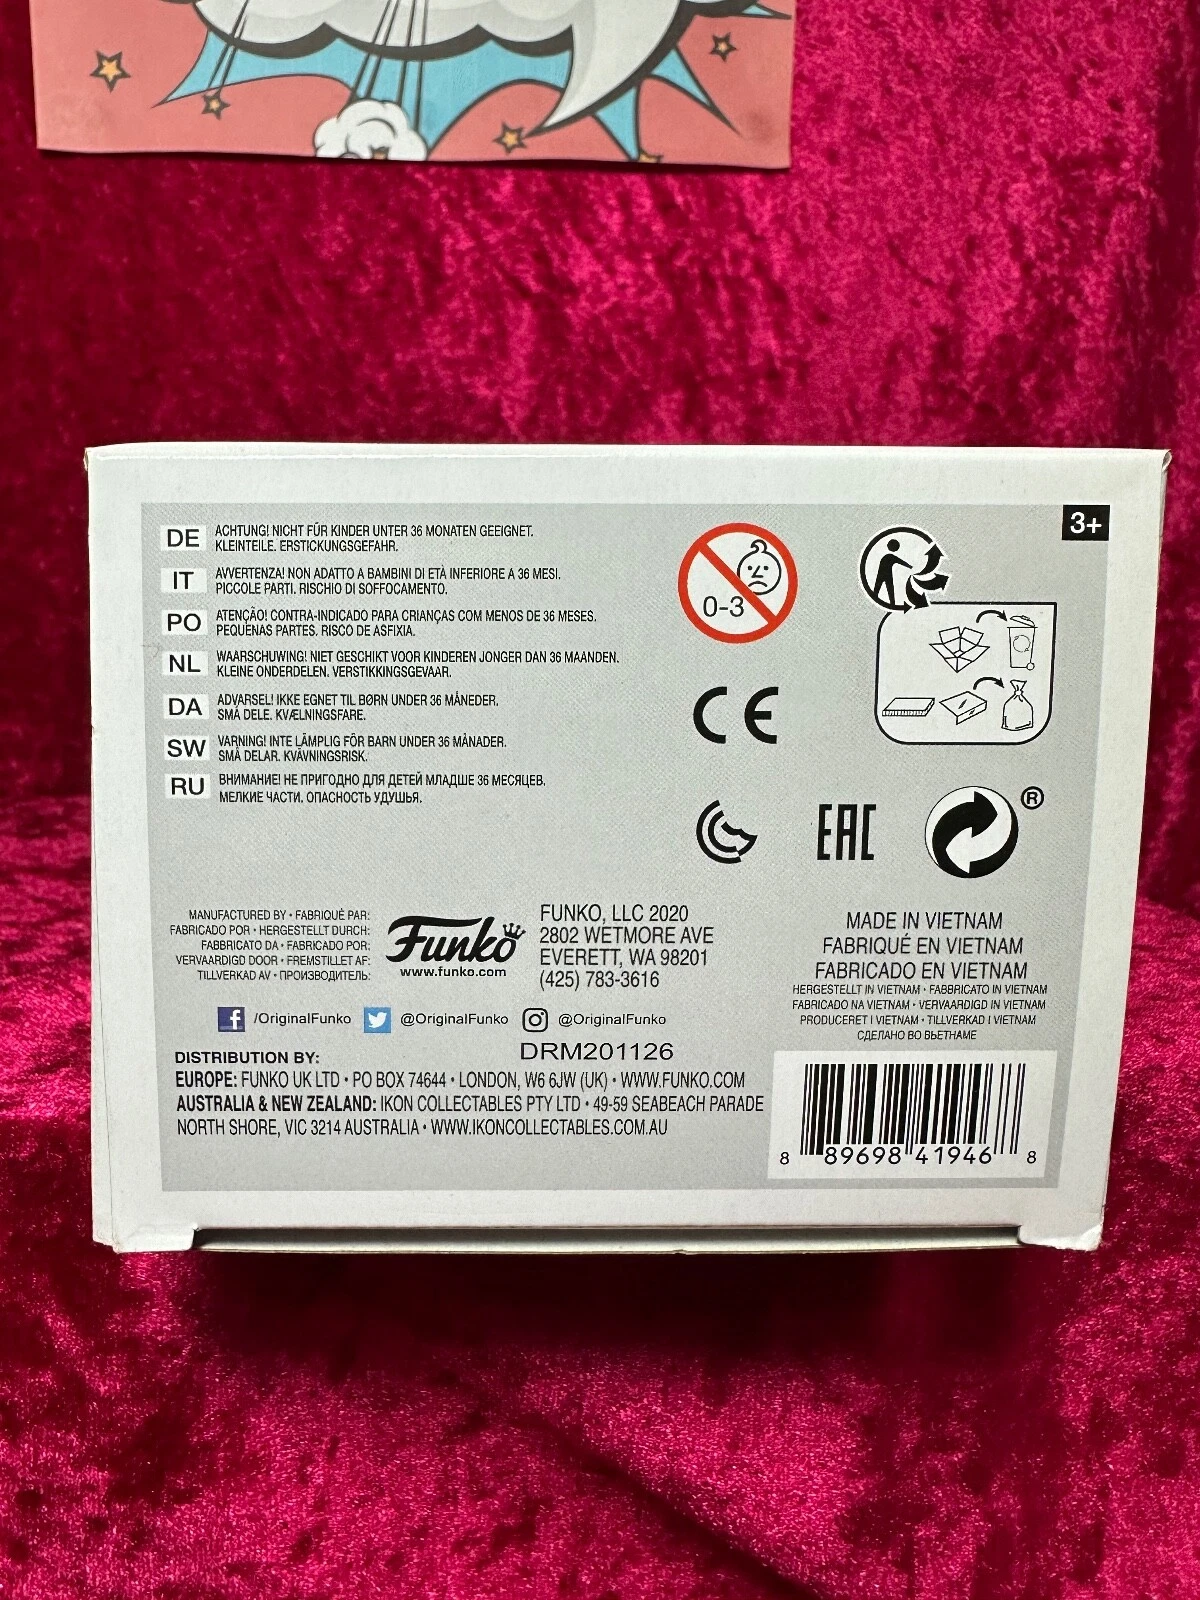 3+
DE ACHTUNG! NICHT FÜR KINDER UNTER 36 MONATEN GEEIGNET.
KLEINTEILE. ERSTICKUNGSGEFAHR.
IT AVVERTENZA! NON ADATTO A BAMBINI DI ETÀ INFERIORE A 36 MESI.
PICCOLE PARTI. RISCHIO DI SOFFOCAMENTO.
PO ATENÇÃO! CONTRA-INDICADO PARA CRIANÇAS COM MENOS DE 36 MESES.
PEQUENAS PARTES. RISCO DE ASFIXIA.
NL WAARSCHUWING! NIET GESCHIKT VOOR KINDEREN JONGER DAN 36 MAANDEN.
KLEINE ONDERDELEN. VERSTIKKINGSGEVAAR.
DA ADVARSEL! IKKE EGNET TIL BØRN UNDER 36 MÅNEDER.
SMÅ DELE. KVÆLNINGSFARE.
SW VARNING! INTE LÄMPLIG FÖR BARN UNDER 36 MÅNADER.
SMÅ DELAR. KVÄVNINGSRISK.
RU ВНИМАНИЕ! НЕ ПРИГОДНО ДЛЯ ДЕТЕЙ МЛАДШЕ 36 МЕСЯЦЕВ.
МЕЛКИЕ ЧАСТИ. ОПАСНОСТЬ УДУШЬЯ.
0-3
CE
EAC
®
MANUFACTURED BY • FABRIQUÉ PAR:
FABRICADO POR • HERGESTELLT DURCH:
FABBRICATO DA • FABRICADO POR:
VERVAARDIGD DOOR • FREMSTILLET AF:
TILLVERKAD AV • ПРОИЗВОДИТЕЛЬ:
Funko
www.funko.com
FUNKO, LLC 2020
2802 WETMORE AVE
EVERETT, WA 98201
(425) 783-3616
MADE IN VIETNAM
FABRIQUÉ EN VIETNAM
FABRICADO EN VIETNAM
HERGESTELLT IN VIETNAM • FABBRICATO IN VIETNAM
FABRICADO NA VIETNAM • VERVAARDIGD IN VIETNAM
PRODUCERET I VIETNAM • TILLVERKAD I VIETNAM
СДЕЛАНО ВО ВЬЕТНАМЕ
/OriginalFunko @OriginalFunko @OriginalFunko
DRM201126
DISTRIBUTION BY:
EUROPE: FUNKO UK LTD • PO BOX 74644 • LONDON, W6 6JW (UK) • WWW.FUNKO.COM
AUSTRALIA & NEW ZEALAND: IKON COLLECTABLES PTY LTD • 49-59 SEABEACH PARADE
NORTH SHORE, VIC 3214 AUSTRALIA • WWW.IKONCOLLECTABLES.COM.AU
8 89698 41946 8